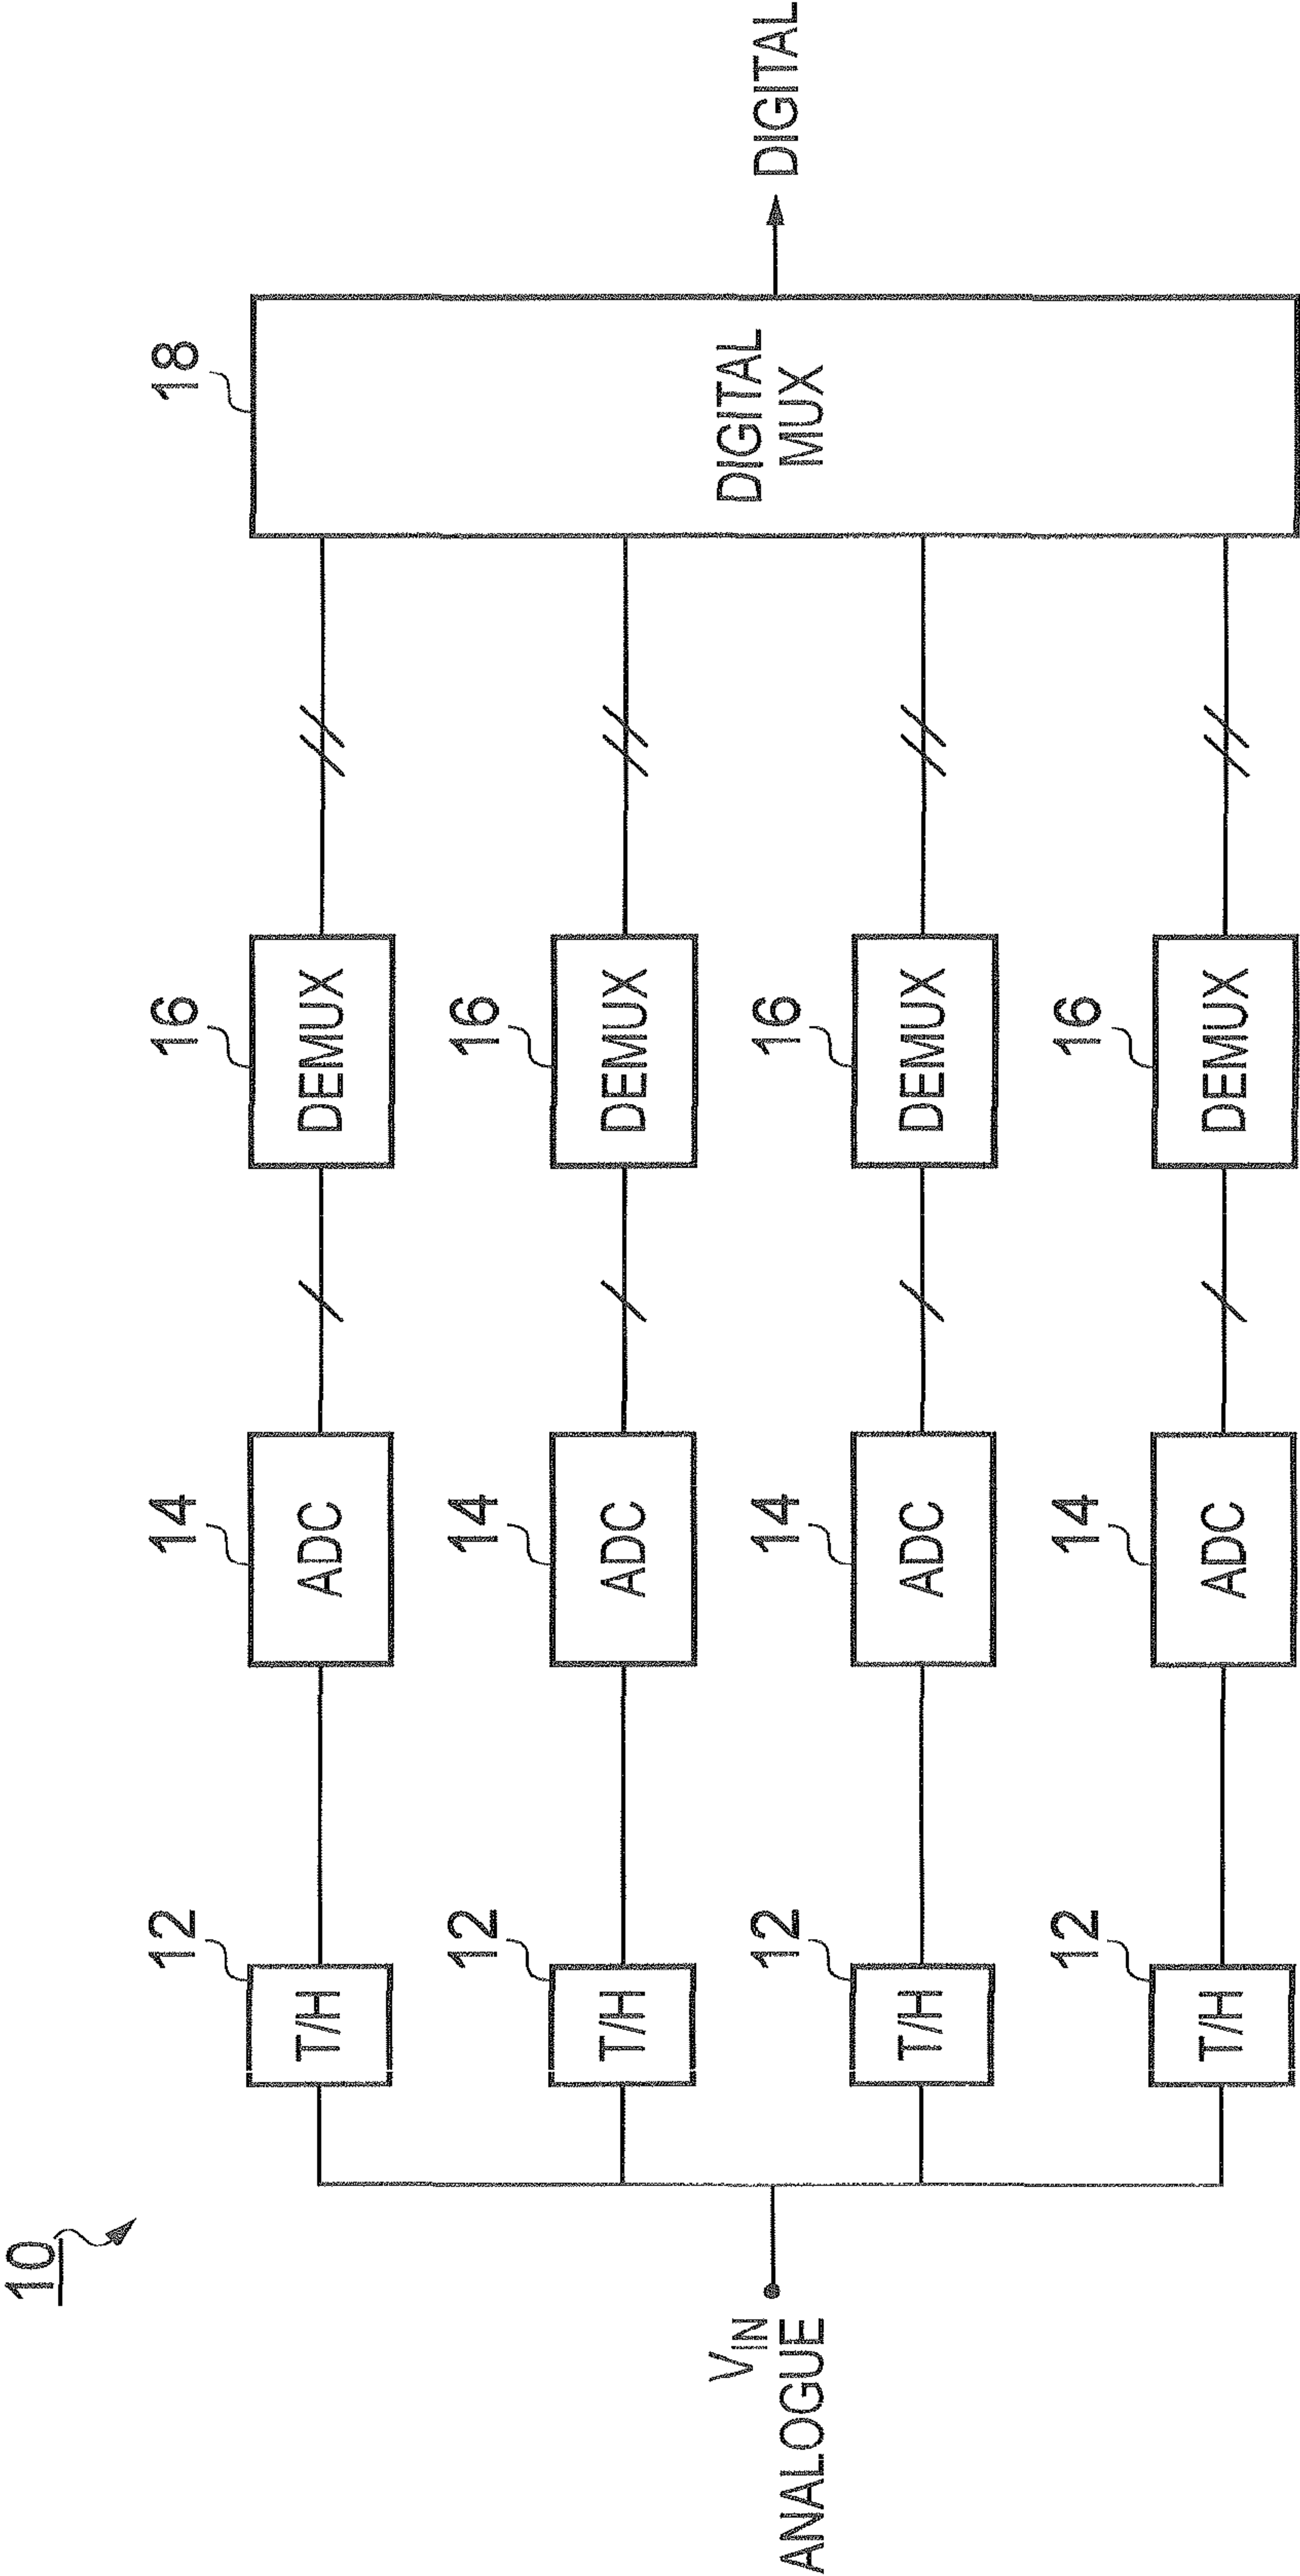 10
V_IN
ANALOGUE
12
T/H
14
ADC
16
DEMUX
12
T/H
14
ADC
16
DEMUX
12
T/H
14
ADC
16
DEMUX
12
T/H
14
ADC
16
DEMUX
18
DIGITAL
MUX
DIGITAL